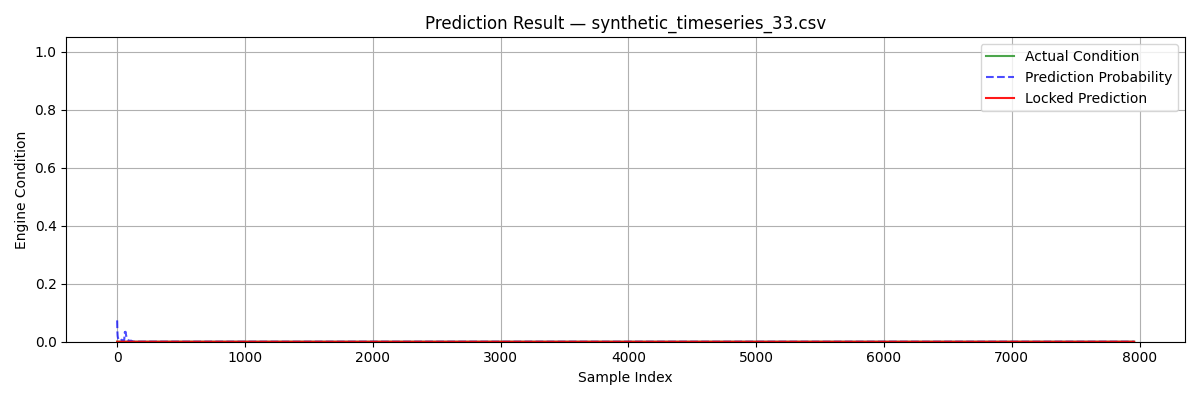 Prediction Result — synthetic_timeseries_33.csv
1.0
0.8
0.6
0.4
0.2
0.0
Engine Condition
Actual Condition
Prediction Probability
Locked Prediction
0 1000 2000 3000 4000 5000 6000 7000 8000
Sample Index